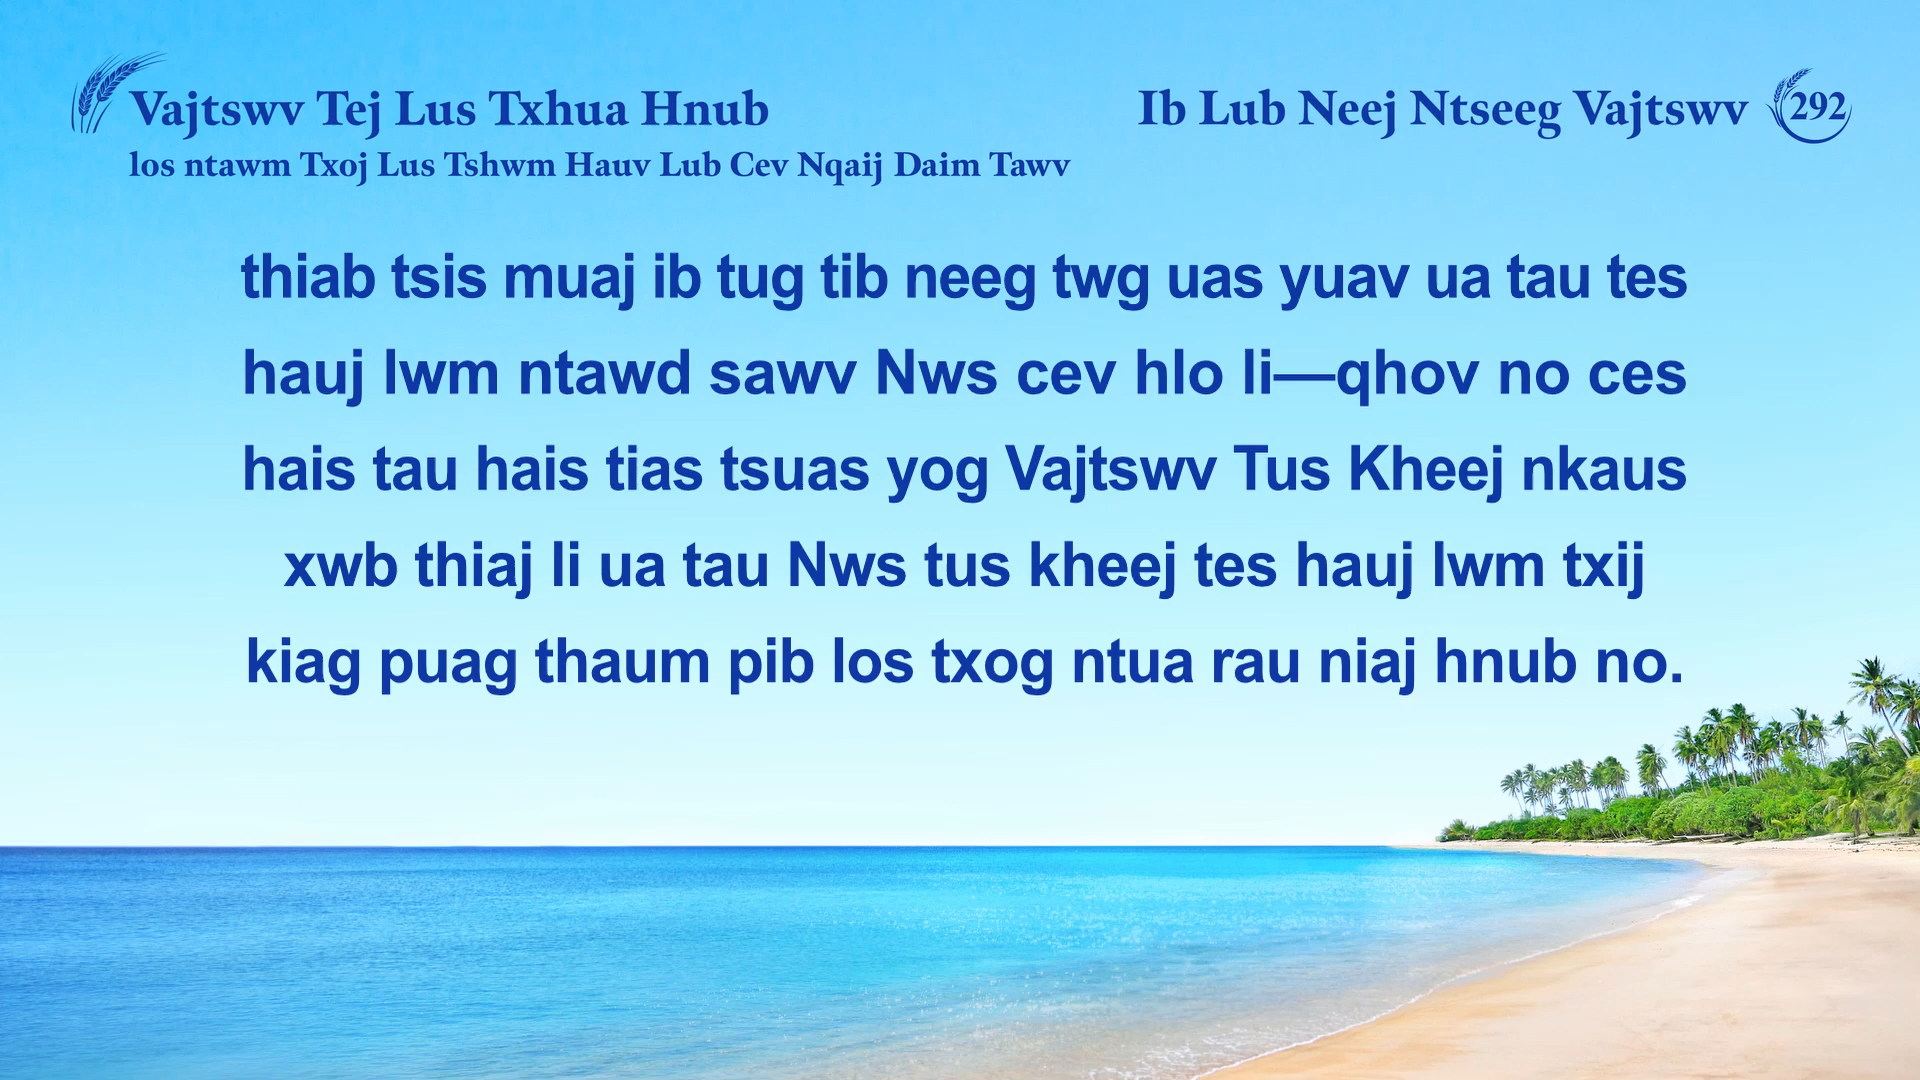 Vajtswv Tej Lus Txhua Hnub
los ntawm Txoj Lus Tshwm Hauv Lub Cev Nqaij Daim Tawv
Ib Lub Neej Ntseeg Vajtswv 292
thiab tsis muaj ib tug tib neeg twg uas yuav ua tau tes
hauj lwm ntawd sawv Nws cev hlo li—qhov no ces
hais tau hais tias tsuas yog Vajtswv Tus Kheej nkaus
xwb thiaj li ua tau Nws tus kheej tes hauj lwm txij
kiag puag thaum pib los txog ntua rau niaj hnub no.